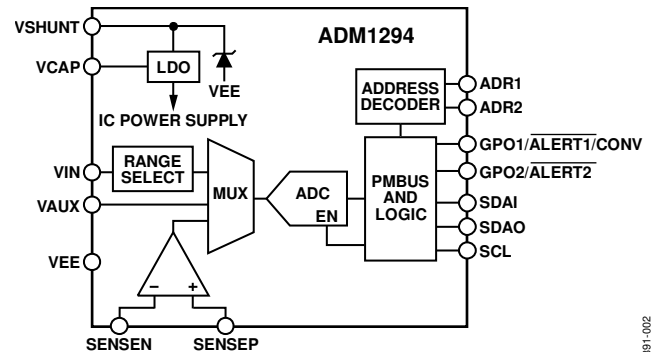 VSHUNT
ADM1294
VCAP
LDO
VEE
ADDRESS
DECODER
ADR1
ADR2
IC POWER SUPPLY
GPO1/ALERT1/CONV
VIN
RANGE
SELECT
GPO2/ALERT2
MUX
ADC
EN
PMBUS
AND
LOGIC
VAUX
SDAI
SDAO
SCL
VEE
– +
SENSEN
SENSEP
391-002